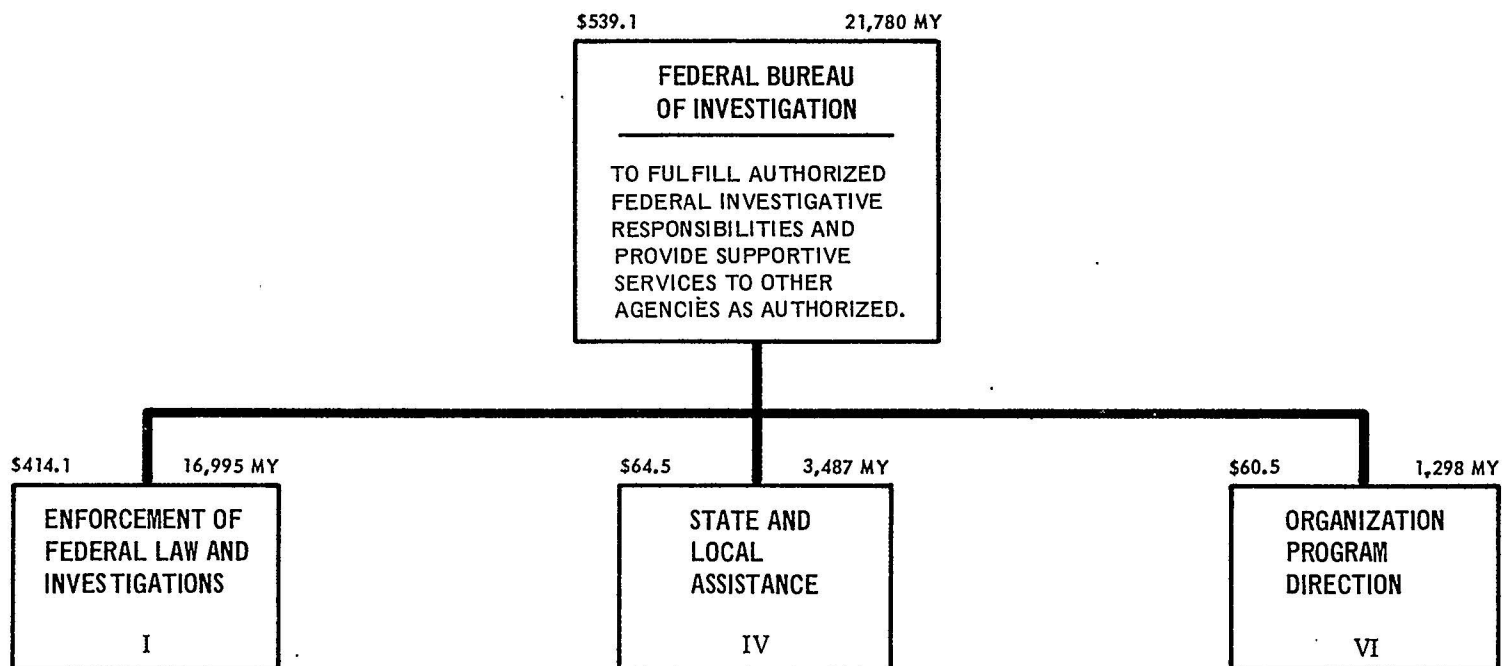 $539.1 21,780 MY
FEDERAL BUREAU
OF INVESTIGATION
TO FULFILL AUTHORIZED
FEDERAL INVESTIGATIVE
RESPONSIBILITIES AND
PROVIDE SUPPORTIVE
SERVICES TO OTHER
AGENCIES AS AUTHORIZED.
$414.1 16,995 MY
ENFORCEMENT OF
FEDERAL LAW AND
INVESTIGATIONS
I
$64.5 3,487 MY
STATE AND
LOCAL
ASSISTANCE
IV
$60.5 1,298 MY
ORGANIZATION
PROGRAM
DIRECTION
VI